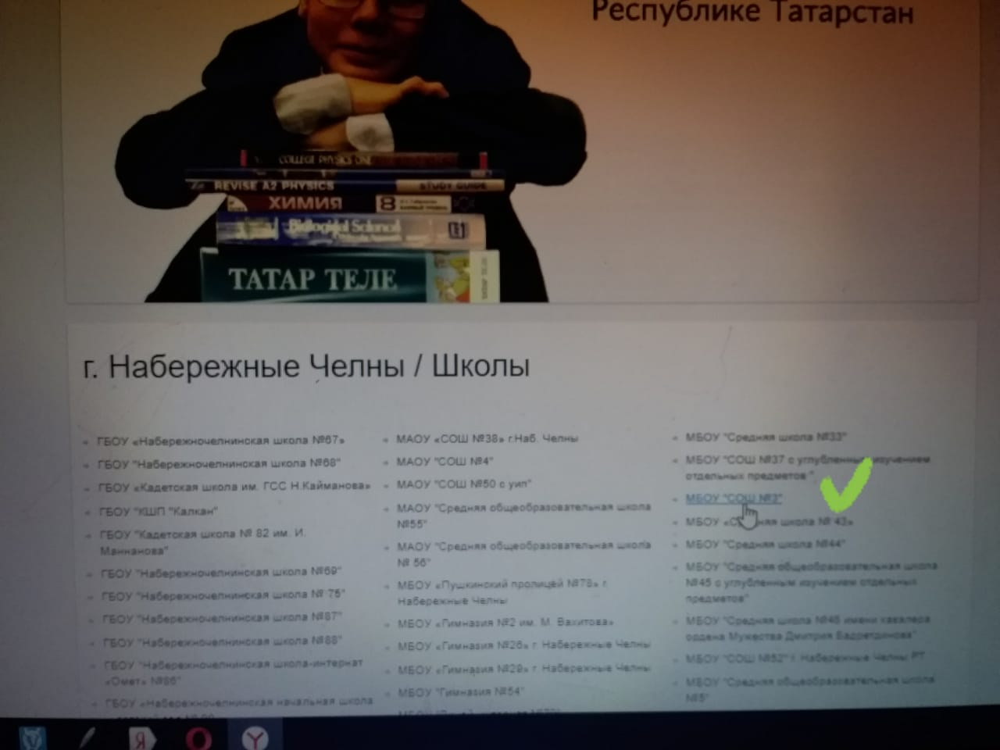 Республике Татарстан
COLLEGE PHYSICS ONE
REVISE A2 PHYSICS
STUDY GUIDE
ХИМИЯ
8
Biological Science
ТАТАР ТЕЛЕ
г. Набережные Челны / Школы
ГБОУ «Набережночелнинская школа №67»
ГБОУ "Набережночелнинская школа №68"
ГБОУ «Кадетская школа им. ГСС Н.Кайманова»
ГБОУ "КШП "Калкан"
ГБОУ "Кадетская школа № 82 им. И.
Маннанова"
ГБОУ "Набережночелнинская школа №69"
ГБОУ "Набережночелнинская школа № 75"
ГБОУ "Набережночелнинская школа №87"
ГБОУ "Набережночелнинская школа №88"
ГБОУ "Набережночелнинская школа-интернат
«Омет» №86"
ГБОУ «Набережночелнинская начальная школа
МАОУ «СОШ №38» г.Наб. Челны
МАОУ "СОШ №4"
МАОУ "СОШ №50 с уип"
МАОУ "Средняя общеобразовательная школа
№55"
МАОУ "Средняя общеобразовательная школа
№ 56"
МБОУ «Пушкинский пролицей №78» г.
Набережные Челны
МБОУ «Гимназия №2 им. М. Вахитова»
МБОУ «Гимназия №26» г. Набережные Челны
МБОУ «Гимназия №29» г. Набережные Челны
МБОУ "Гимназия №54"
МБОУ "Средняя школа №33"
МБОУ "СОШ №37 с углубленным изучением
отдельных предметов"
МБОУ "СОШ №3"
МБОУ «Средняя школа № 43»
МБОУ "Средняя школа №44"
МБОУ "Средняя общеобразовательная школа
№45 с углубленным изучением отдельных
предметов"
МБОУ "Средняя школа №46 имени кавалера
ордена Мужества Дмитрия Бадретдинова"
МБОУ "СОШ №52" г. Набережные Челны РТ
МБОУ "Средняя общеобразовательная школа
№5"
Я